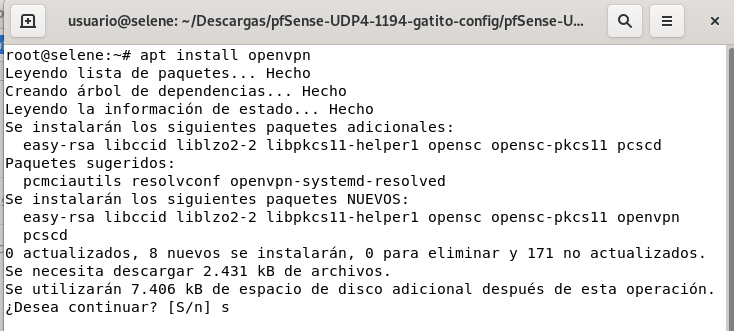 usuario@selene: ~/Descargas/pfSense-UDP4-1194-gatito-config/pfSense-U...
root@selene:~# apt install openvpn
Leyendo lista de paquetes... Hecho
Creando árbol de dependencias... Hecho
Leyendo la información de estado... Hecho
Se instalarán los siguientes paquetes adicionales:
  easy-rsa libccid liblzo2-2 libpkcs11-helper1 opensc opensc-pkcs11 pcscd
Paquetes sugeridos:
  pcmciautils resolvconf openvpn-systemd-resolved
Se instalarán los siguientes paquetes NUEVOS:
  easy-rsa libccid liblzo2-2 libpkcs11-helper1 opensc opensc-pkcs11 openvpn
  pcscd
0 actualizados, 8 nuevos se instalarán, 0 para eliminar y 171 no actualizados.
Se necesita descargar 2.431 kB de archivos.
Se utilizarán 7.406 kB de espacio de disco adicional después de esta operación.
¿Desea continuar? [S/n] s